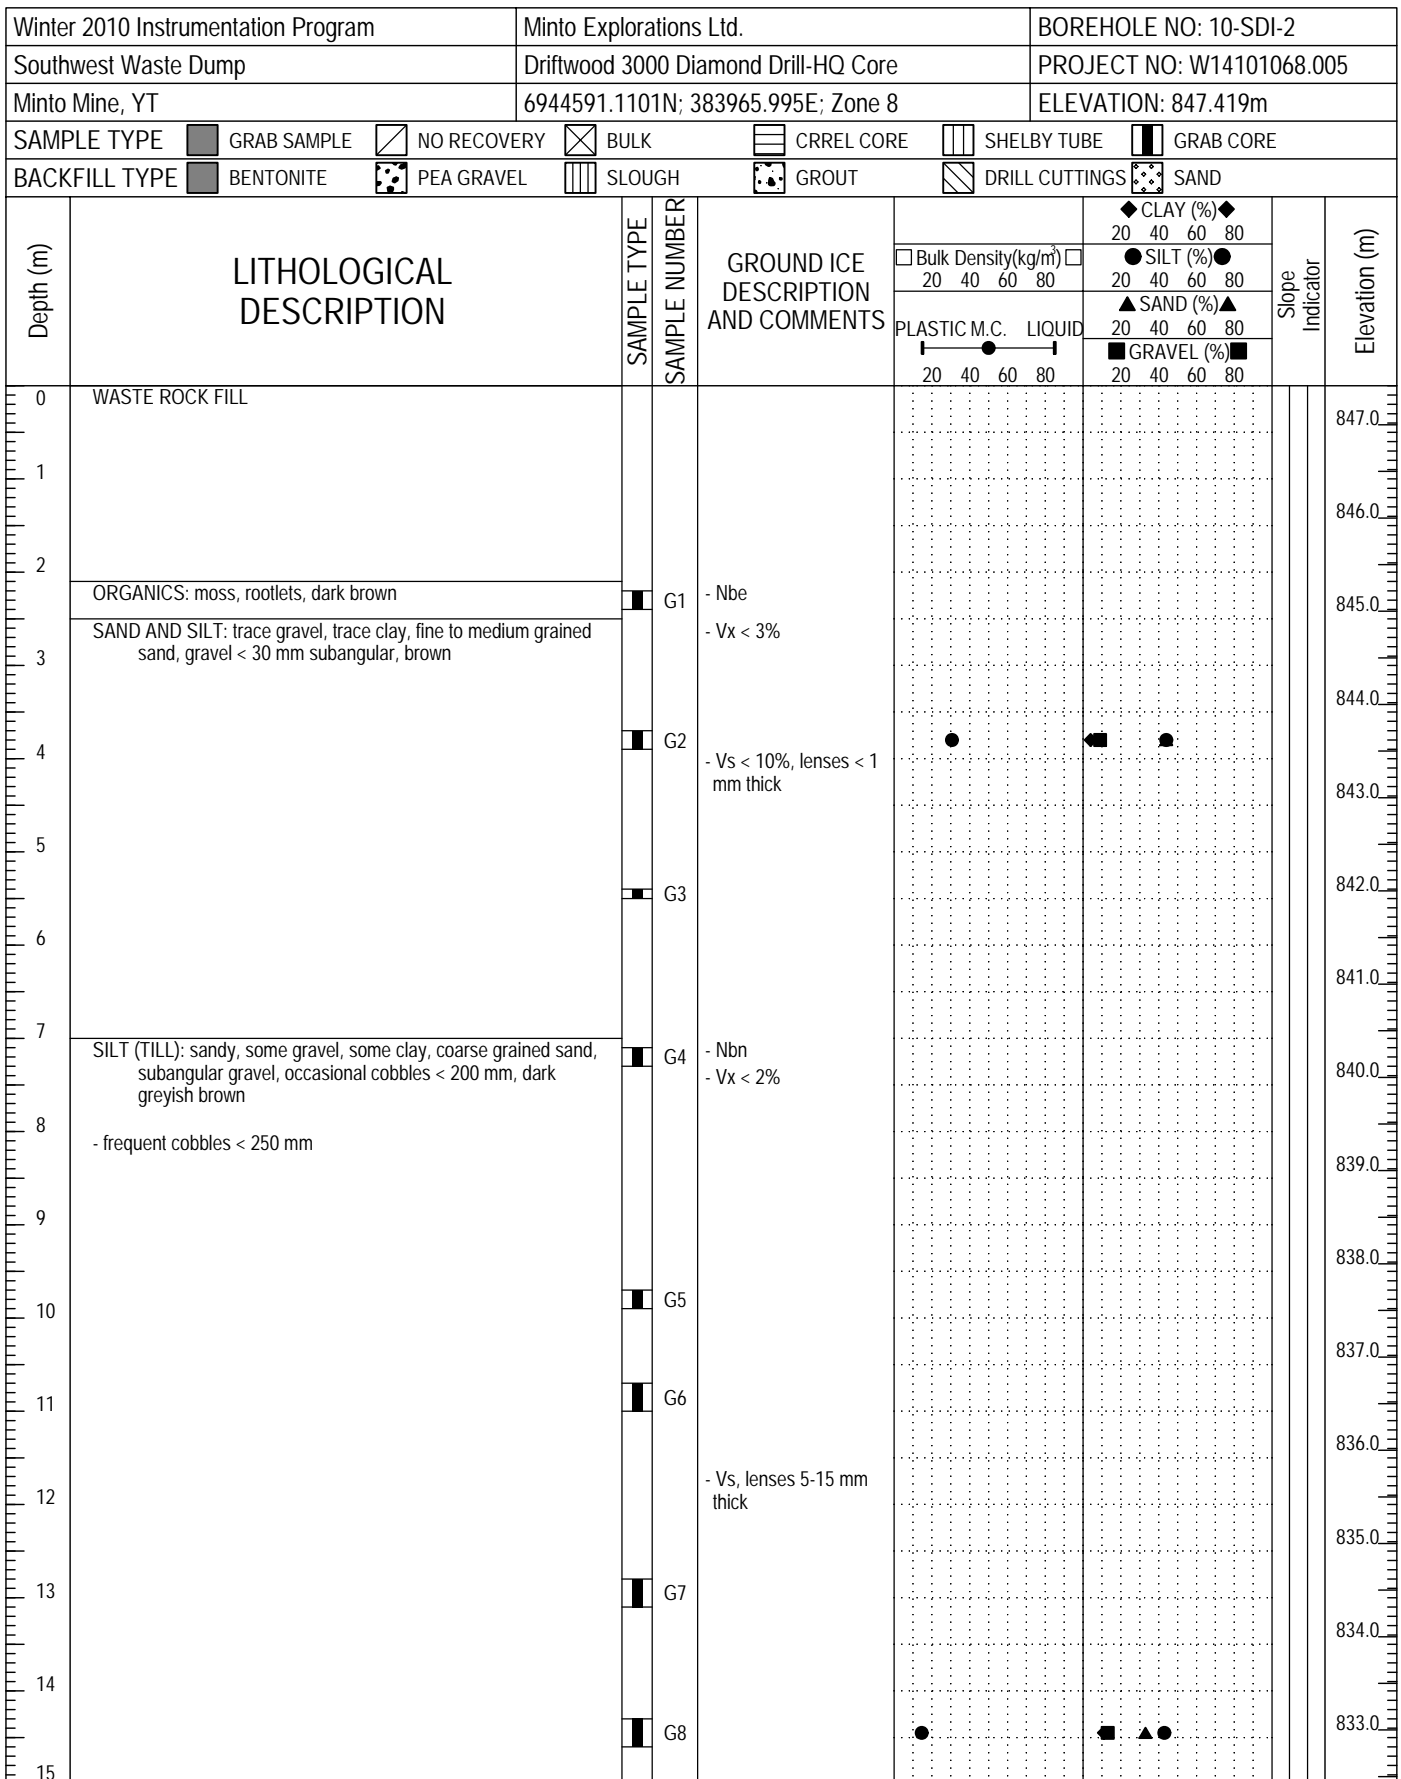 Winter 2010 Instrumentation Program
Minto Explorations Ltd.
BOREHOLE NO: 10-SDI-2
Southwest Waste Dump
Driftwood 3000 Diamond Drill-HQ Core
PROJECT NO: W14101068.005
Minto Mine, YT
6944591.1101N; 383965.995E; Zone 8
ELEVATION: 847.419m
SAMPLE TYPE GRAB SAMPLE NO RECOVERY BULK CRREL CORE SHELBY TUBE GRAB CORE
BACKFILL TYPE BENTONITE PEA GRAVEL SLOUGH GROUT DRILL CUTTINGS SAND
Depth (m)
LITHOLOGICAL
DESCRIPTION
SAMPLE TYPE
SAMPLE NUMBER
GROUND ICE
DESCRIPTION
AND COMMENTS
Bulk Density(kg/m³)
20 40 60 80
PLASTIC M.C. LIQUID
20 40 60 80
CLAY (%)
20 40 60 80
SILT (%)
20 40 60 80
SAND (%)
20 40 60 80
GRAVEL (%)
20 40 60 80
Slope
Indicator
Elevation (m)
0
WASTE ROCK FILL
847.0
1
846.0
2
ORGANICS: moss, rootlets, dark brown
G1
- Nbe
845.0
SAND AND SILT: trace gravel, trace clay, fine to medium grained
sand, gravel < 30 mm subangular, brown
- Vx < 3%
3
844.0
G2
4
- Vs < 10%, lenses < 1
mm thick
843.0
5
842.0
G3
6
841.0
7
SILT (TILL): sandy, some gravel, some clay, coarse grained sand,
subangular gravel, occasional cobbles < 200 mm, dark
greyish brown
G4
- Nbn
- Vx < 2%
840.0
8
- frequent cobbles < 250 mm
839.0
9
838.0
G5
10
837.0
G6
11
836.0
- Vs, lenses 5-15 mm
thick
12
835.0
13
G7
834.0
14
G8
833.0
15